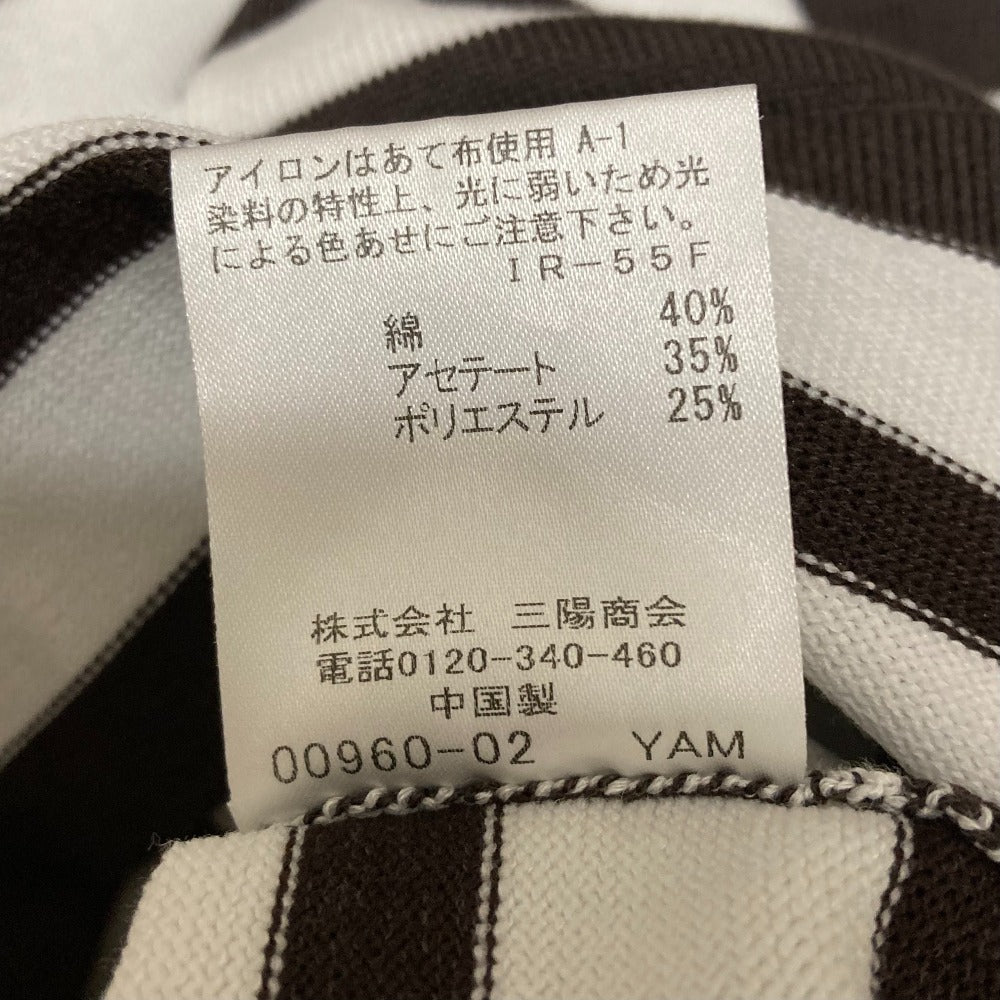 アイロンはあて布使用 A-1
染料の特性上、光に弱いため光
による色あせにご注意下さい。
IR-55F
綿 40%
アセテート 35%
ポリエステル 25%
株式会社 三陽商会
電話0120-340-460
中国製
00960-02 YAM